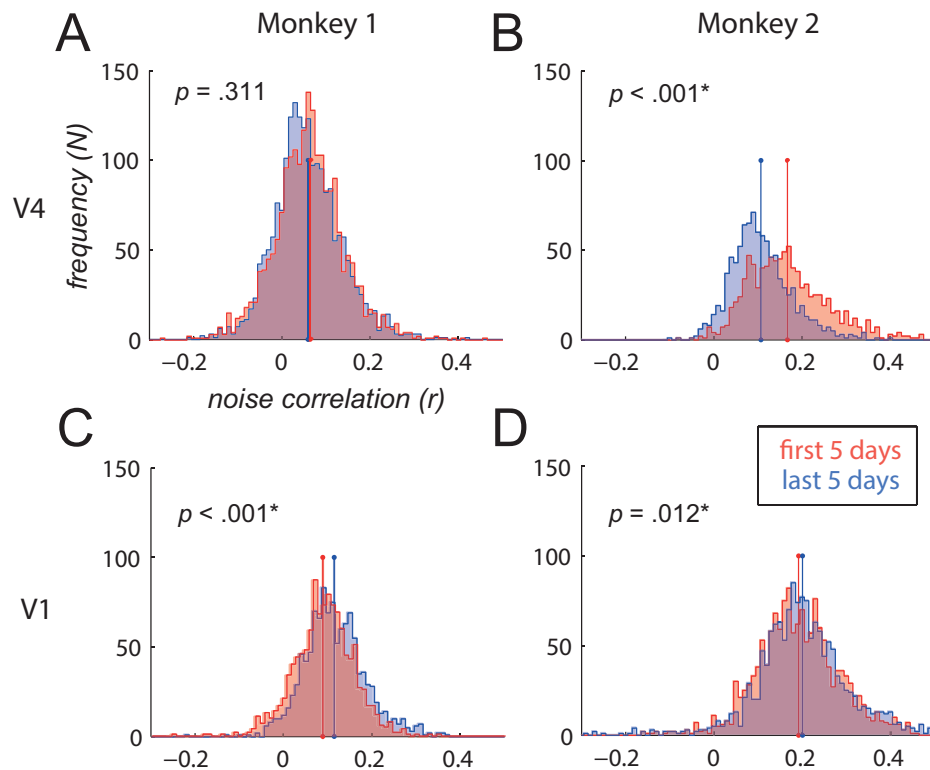 A
Monkey 1
B
Monkey 2
V4
frequency (N)
150
100
50
0
p = .311
−0.2
0
0.2
0.4
noise correlation (r)
150
100
50
0
p < .001*
−0.2
0
0.2
0.4
C
D
first 5 days
last 5 days
V1
150
100
50
0
p < .001*
−0.2
0
0.2
0.4
150
100
50
0
p = .012*
−0.2
0
0.2
0.4